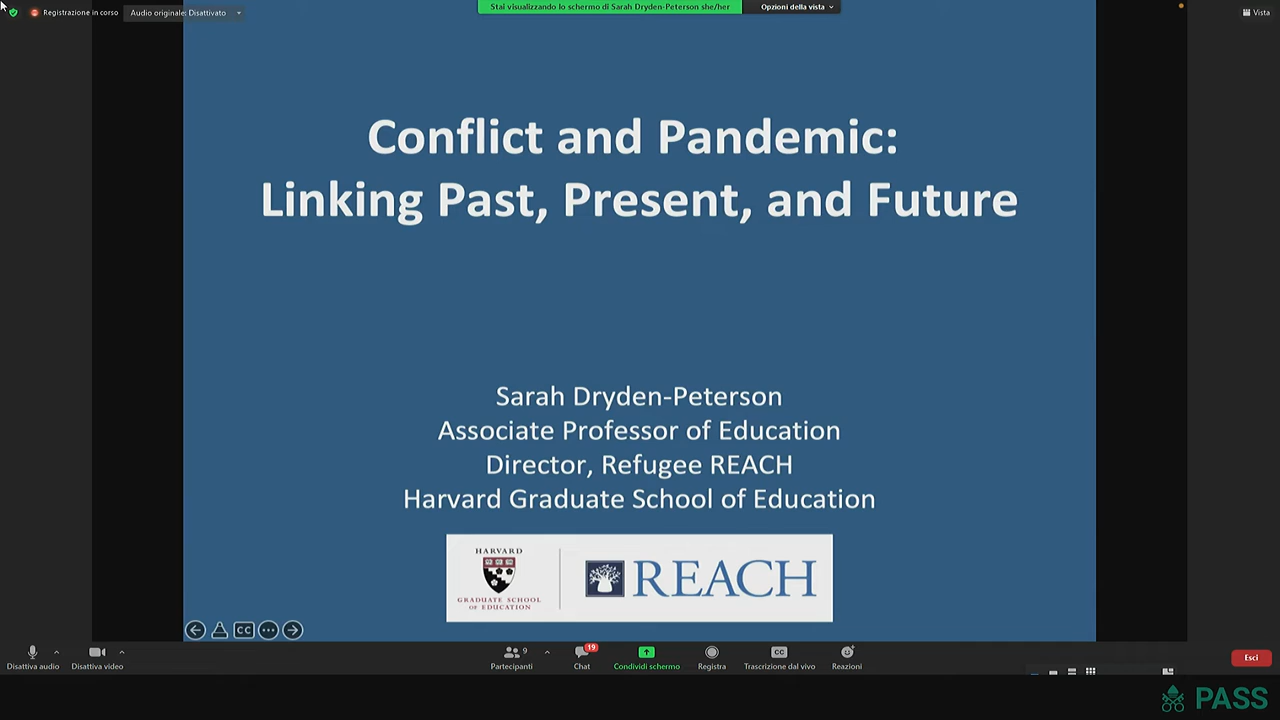 Registrazione in corso
Audio originale: Disattivato
Stai visualizzando lo schermo di Sarah Dryden-Peterson she/her
Opzioni della vista
Vista
Conflict and Pandemic:
Linking Past, Present, and Future
Sarah Dryden-Peterson
Associate Professor of Education
Director, Refugee REACH
Harvard Graduate School of Education
HARVARD
GRADUATE SCHOOL
OF EDUCATION
REACH
CC
Disattiva audio
Disattiva video
9
Partecipanti
19
Chat
Condividi schermo
Registra
CC
Trascrizione dal vivo
Reazioni
Esci
PASS